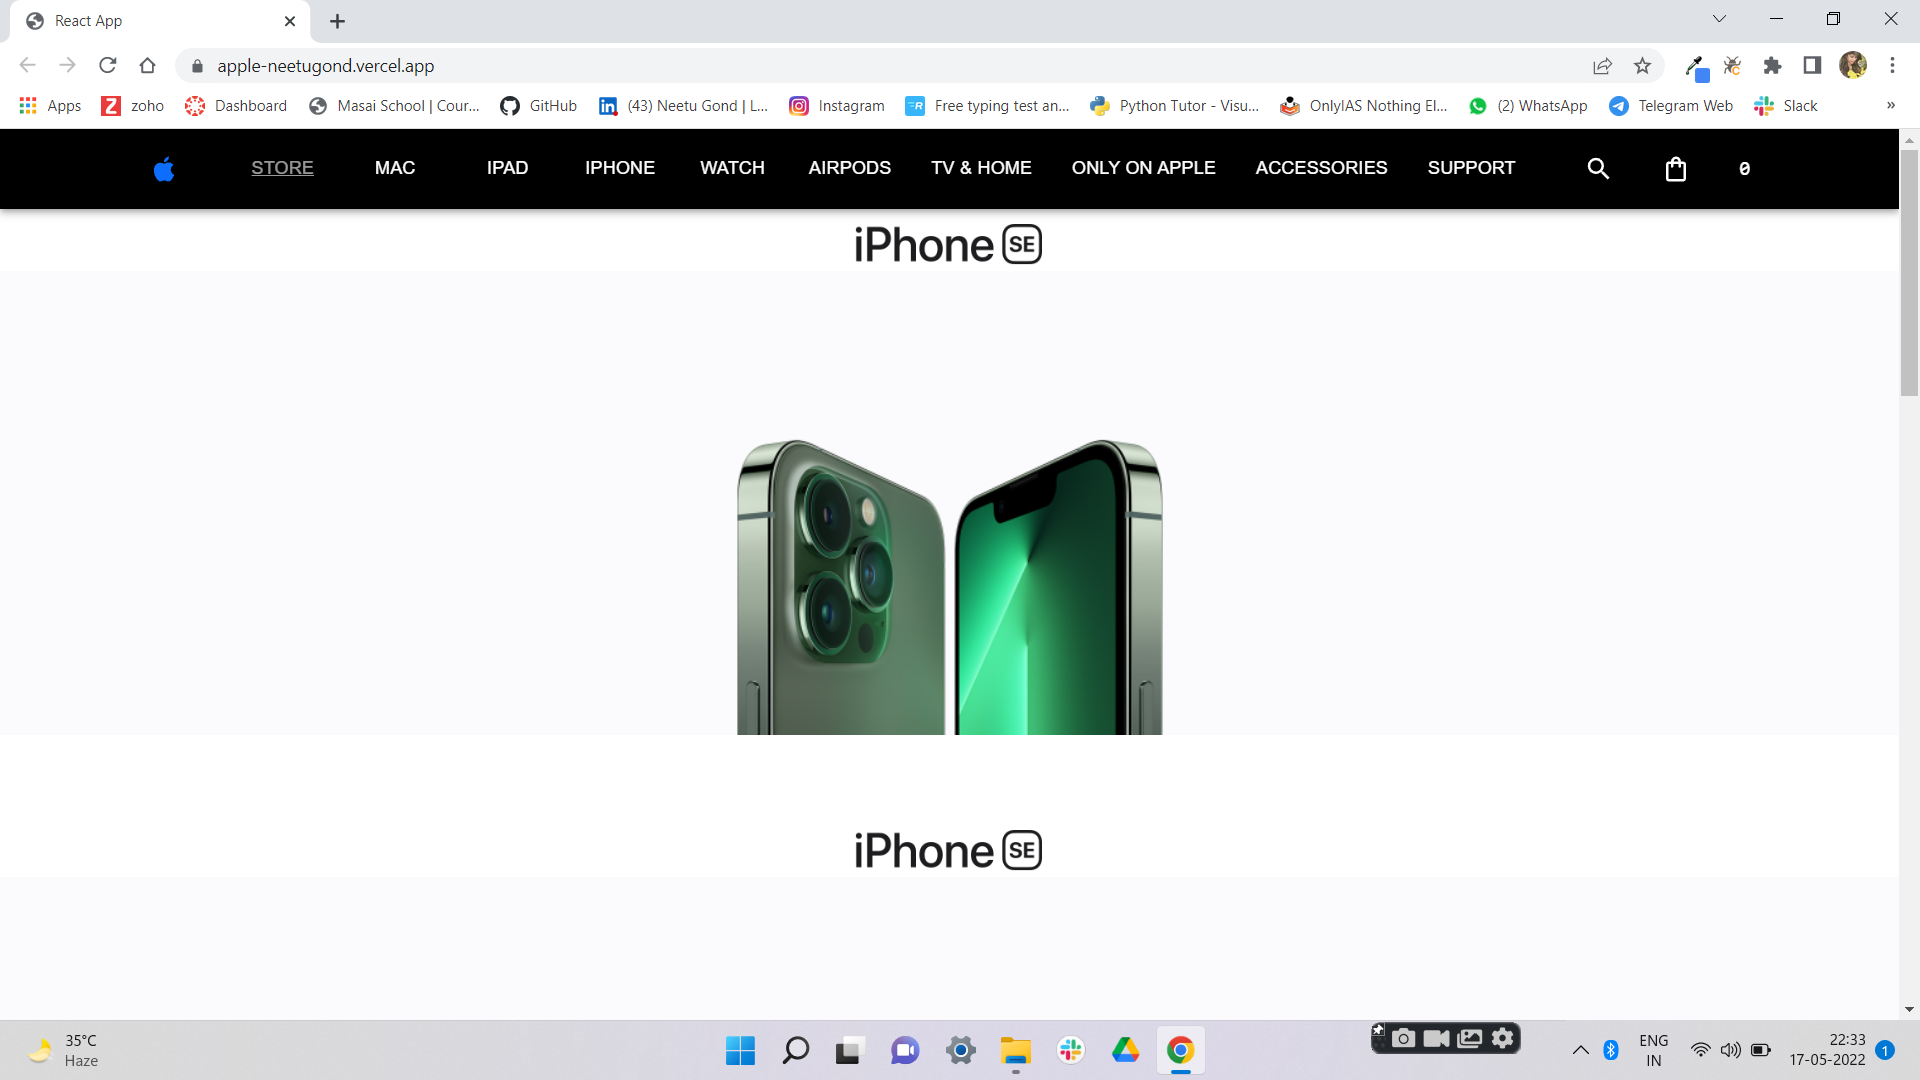 React App
apple-neetugond.vercel.app
Apps zoho Dashboard Masai School | Cour... GitHub (43) Neetu Gond | L... Instagram Free typing test an... Python Tutor - Visu... OnlyIAS Nothing El... (2) WhatsApp Telegram Web Slack »
STORE MAC IPAD IPHONE WATCH AIRPODS TV & HOME ONLY ON APPLE ACCESSORIES SUPPORT 0
iPhone SE
iPhone SE
35°C
Haze
ENG
IN
22:33
17-05-2022
1